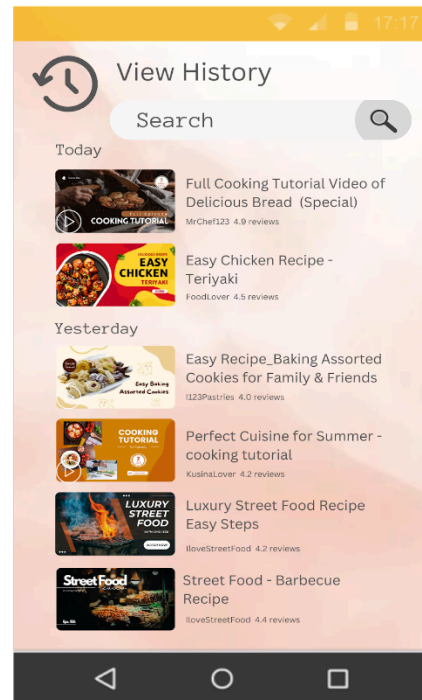 17:17
View History
Search
Today
COOKING TUTORIAL
Full Cooking Tutorial Video of
Delicious Bread (Special)
MrChef123 4.9 reviews
EASY
CHICKEN
TERIYAKI
Easy Chicken Recipe -
Teriyaki
FoodLover 4.5 reviews
Yesterday
Easy Baking
Assorted Cookies
Easy Recipe_Baking Assorted
Cookies for Family & Friends
I123Pastries 4.0 reviews
COOKING
TUTORIAL
Perfect Cuisine for Summer -
cooking tutorial
KusinaLover 4.2 reviews
LUXURY
STREET
FOOD
Luxury Street Food Recipe
Easy Steps
IloveStreetFood 4.2 reviews
Street Food
Street Food - Barbecue
Recipe
IloveStreetFood 4.4 reviews